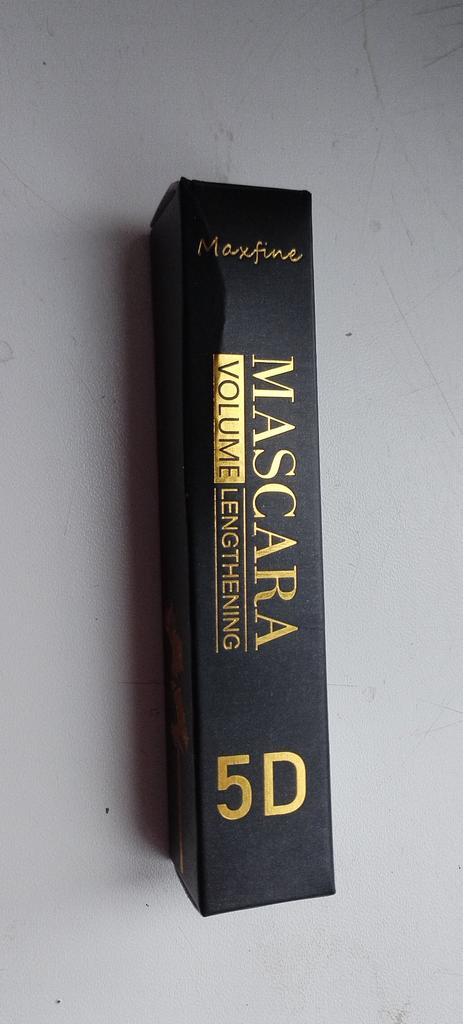 Maxfine
MASCARA
VOLUME LENGTHENING
5D